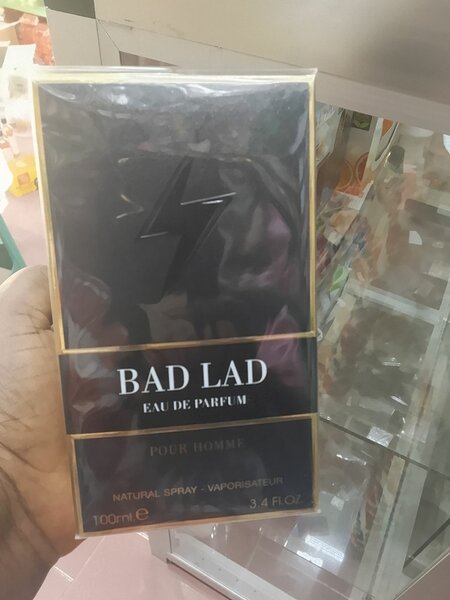 BAD LAD
EAU DE PARFUM
POUR HOMME
NATURAL SPRAY - VAPORISATEUR
100ml.e
3.4 Fl.OZ